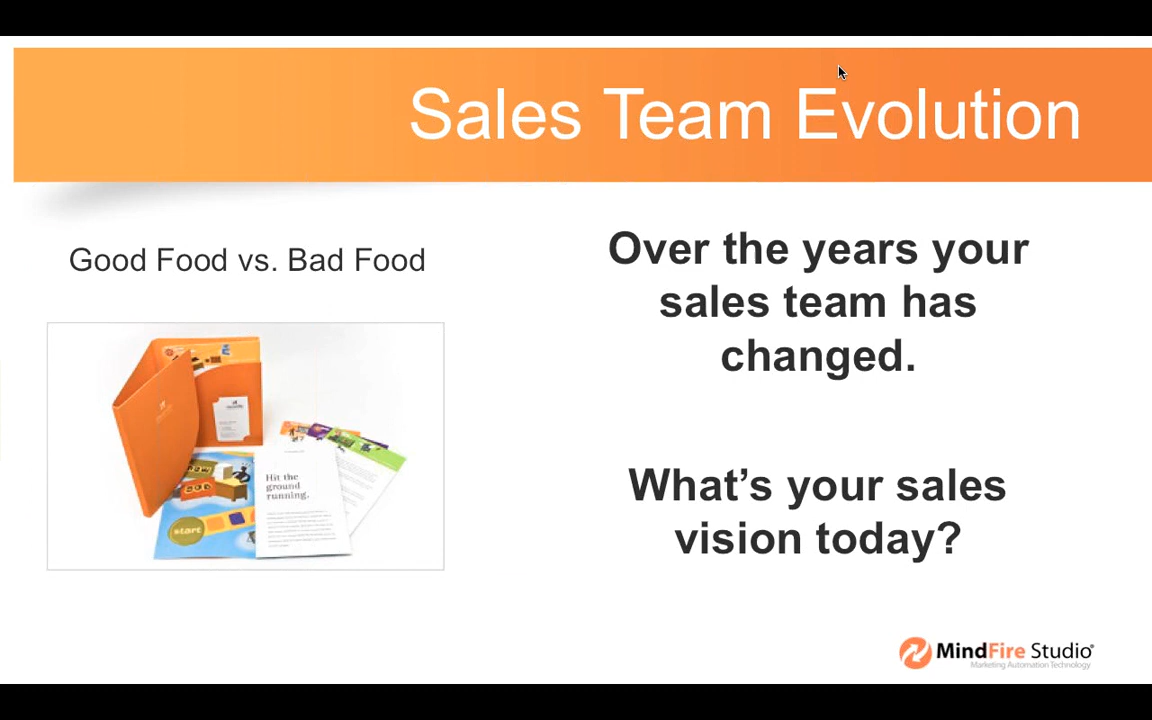 Sales Team Evolution
Good Food vs. Bad Food
Over the years your
sales team has
changed.
What's your sales
vision today?
Hit the
ground
running.
start
MindFire Studio®
Marketing Automation Technology